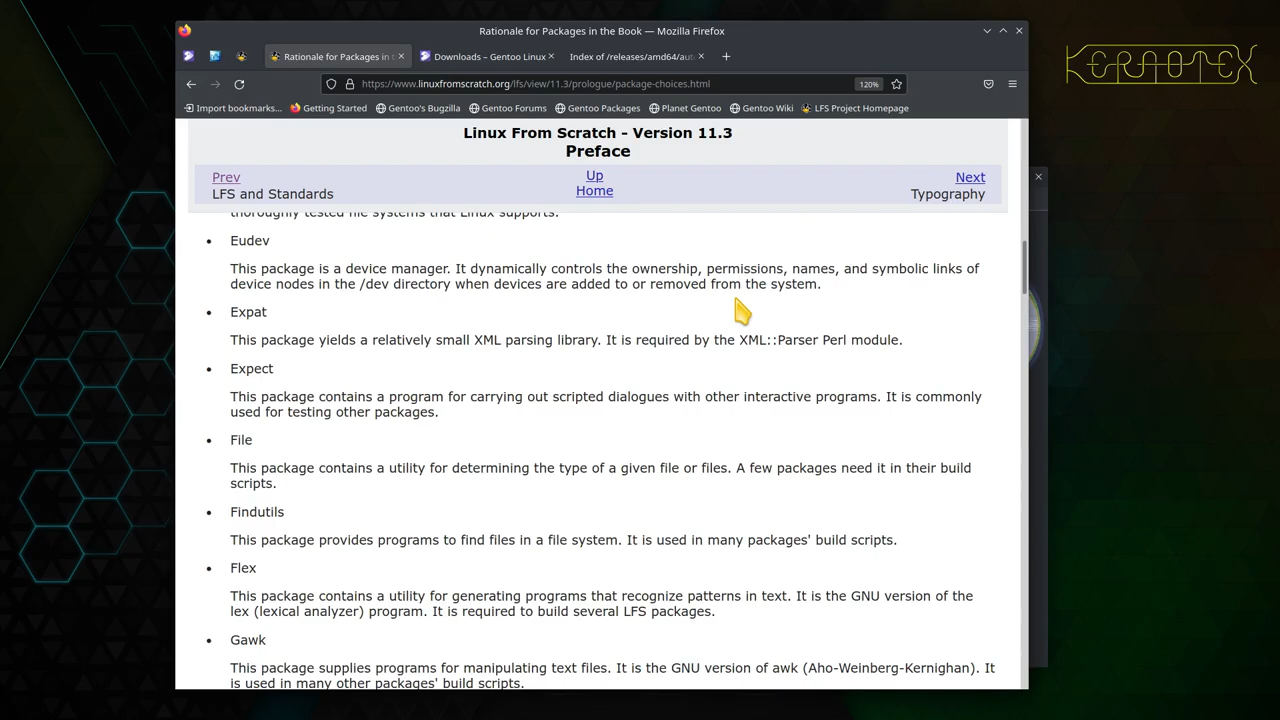 Rationale for Packages in the Book — Mozilla Firefox
Rationale for Packages in t
Downloads – Gentoo Linux
Index of /releases/amd64/aut
https://www.linuxfromscratch.org/lfs/view/11.3/prologue/package-choices.html
120%
Import bookmarks...
Getting Started
Gentoo's Bugzilla
Gentoo Forums
Gentoo Packages
Planet Gentoo
Gentoo Wiki
LFS Project Homepage
KERAOTEX
Linux From Scratch - Version 11.3
Preface
Prev
Up
Next
LFS and Standards
Home
Typography
thoroughly tested file systems that Linux supports.
• Eudev
This package is a device manager. It dynamically controls the ownership, permissions, names, and symbolic links of
device nodes in the /dev directory when devices are added to or removed from the system.
• Expat
This package yields a relatively small XML parsing library. It is required by the XML::Parser Perl module.
• Expect
This package contains a program for carrying out scripted dialogues with other interactive programs. It is commonly
used for testing other packages.
• File
This package contains a utility for determining the type of a given file or files. A few packages need it in their build
scripts.
• Findutils
This package provides programs to find files in a file system. It is used in many packages' build scripts.
• Flex
This package contains a utility for generating programs that recognize patterns in text. It is the GNU version of the
lex (lexical analyzer) program. It is required to build several LFS packages.
• Gawk
This package supplies programs for manipulating text files. It is the GNU version of awk (Aho-Weinberg-Kernighan). It
is used in many other packages' build scripts.